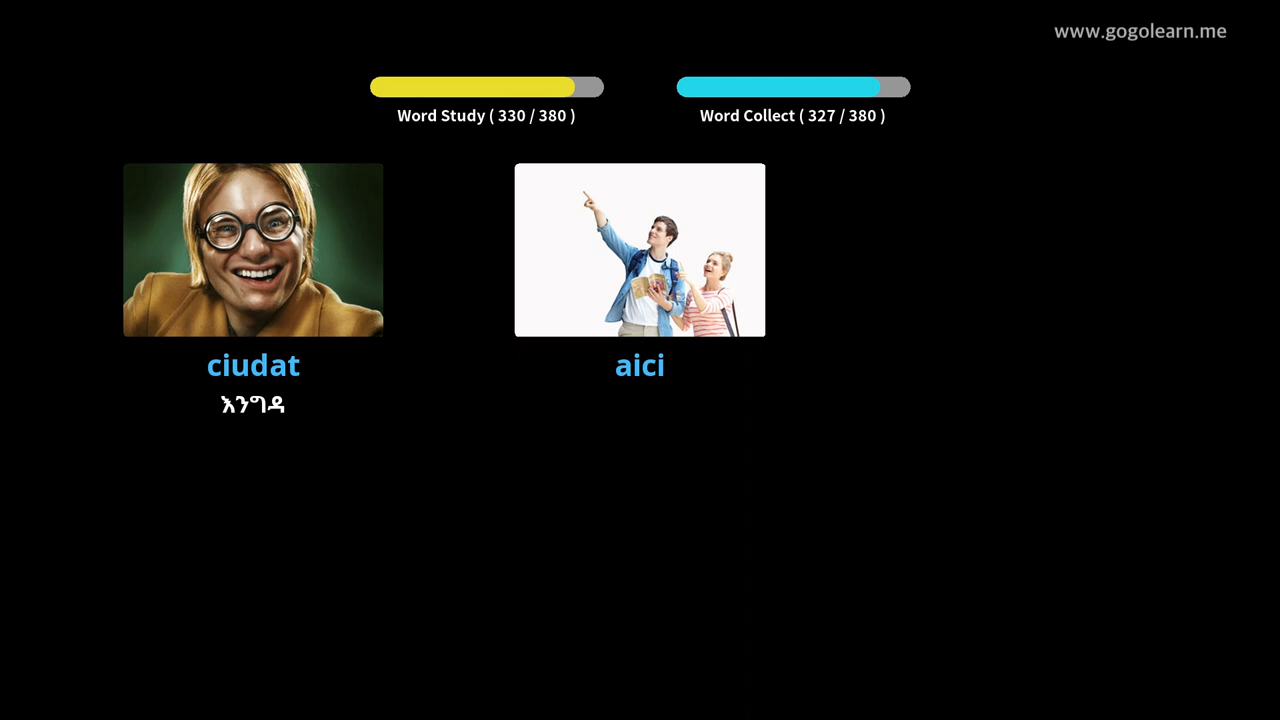 www.gogolearn.me
Word Study ( 330 / 380 )
Word Collect ( 327 / 380 )
ciudat
aici
እንግዳ